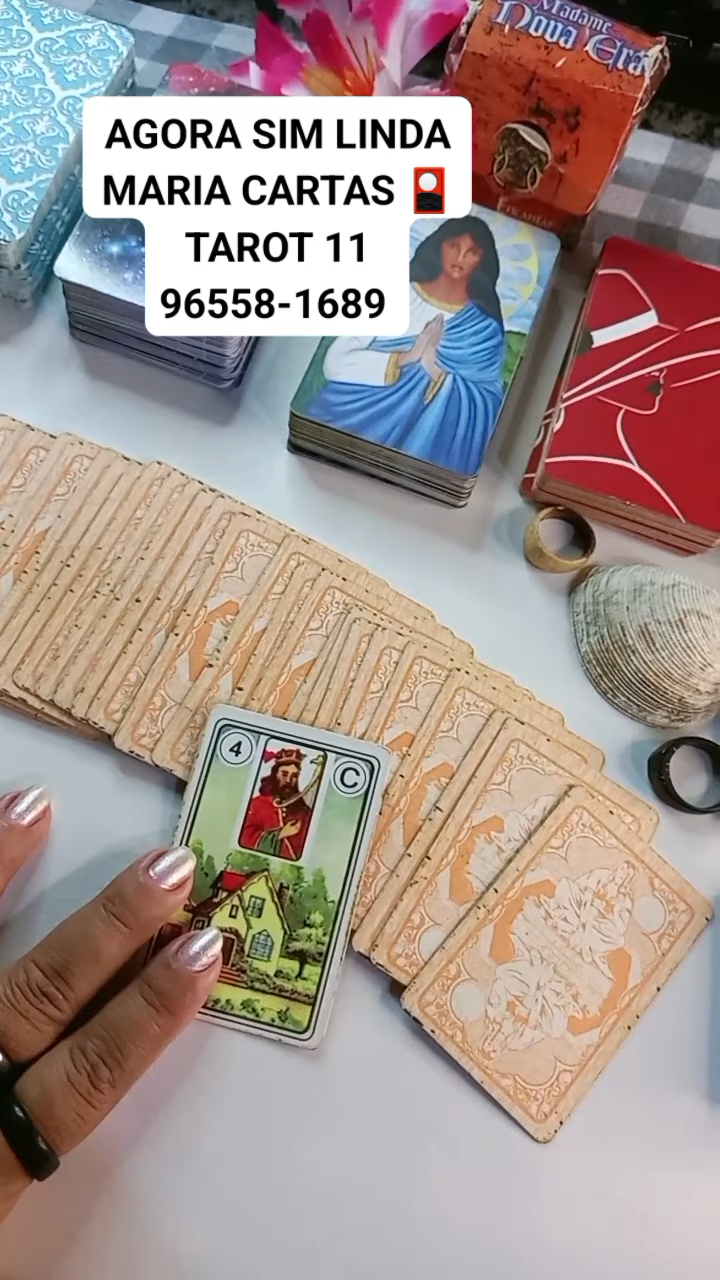 Madame
Nova Era
AGORA SIM LINDA
MARIA CARTAS 🎴
TAROT 11
96558-1689
4
C